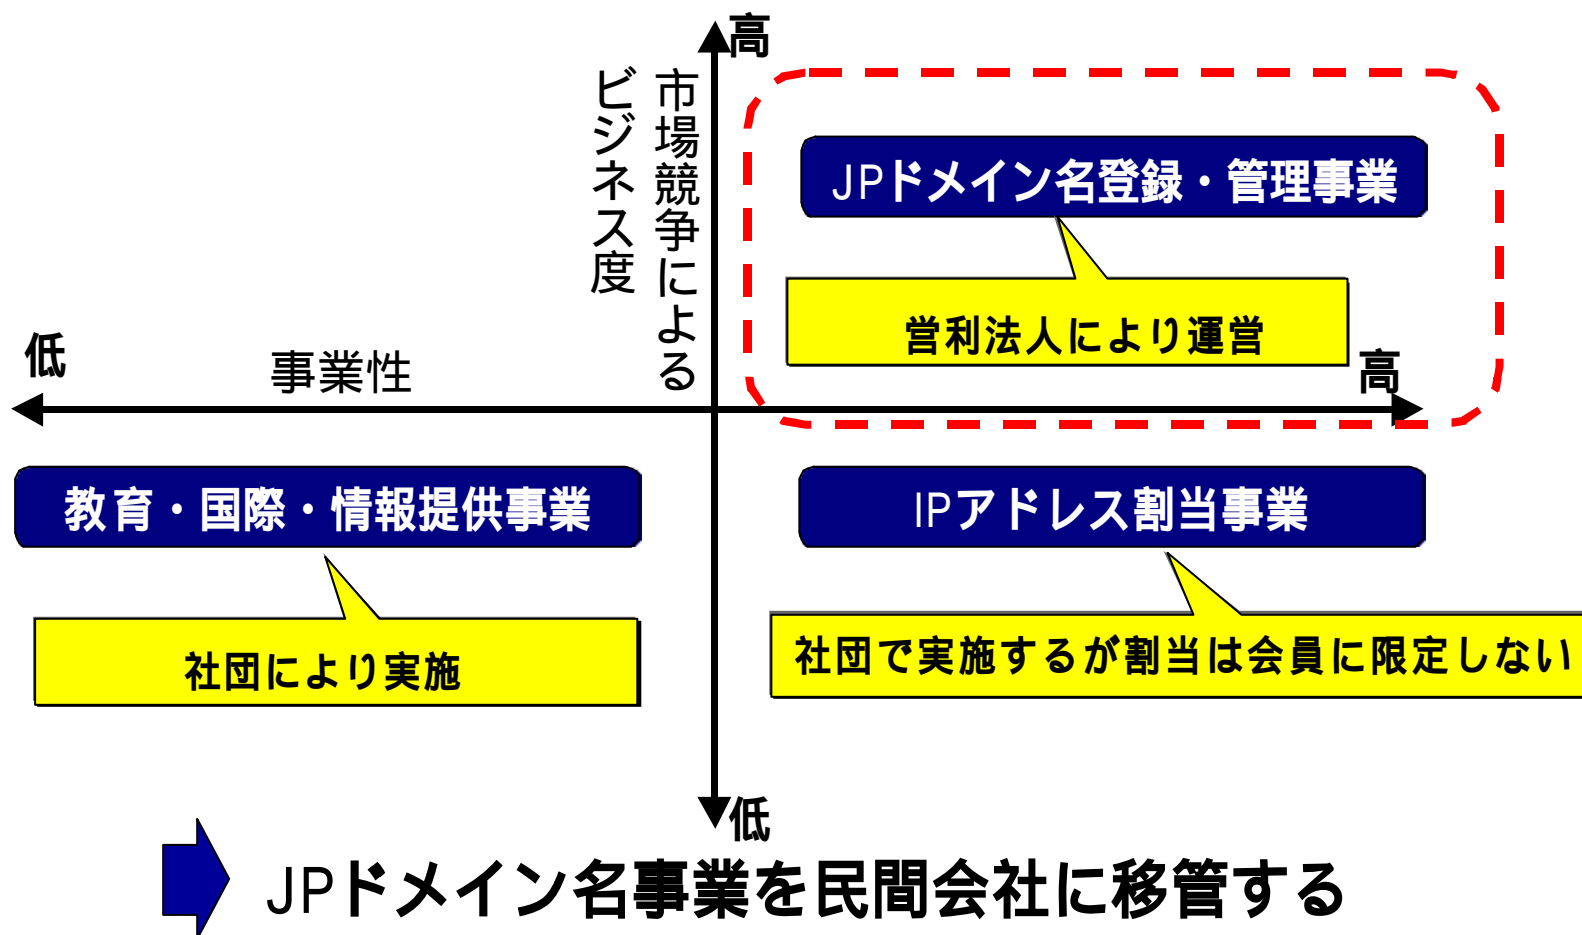 高
市場競争による
ビジネス度
JPドメイン名登録・管理事業
営利法人により運営
低
事業性
高
教育・国際・情報提供事業
IPアドレス割当事業
社団により実施
社団で実施するが割当は会員に限定しない
低
JPドメイン名事業を民間会社に移管する